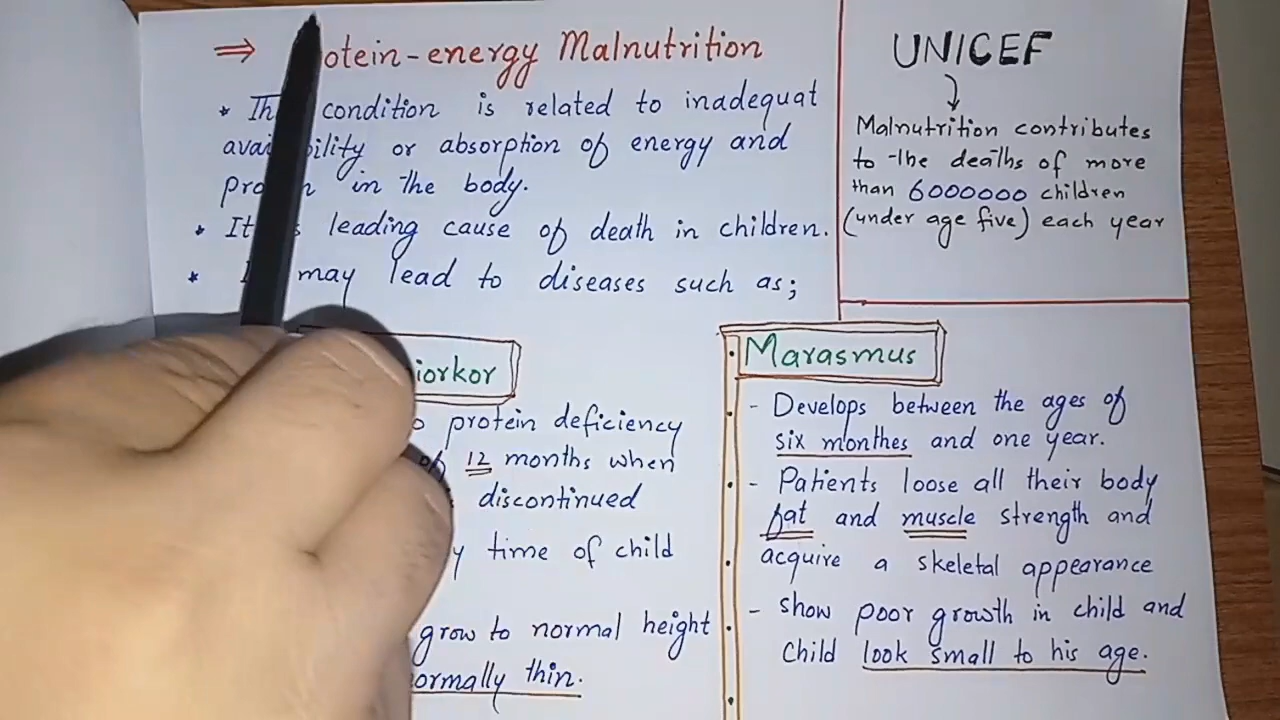 ⇒ otein-energy Malnutrition
* Th condition is related to inadequat
avai bility or absorption of energy and
pro n in the body.
* It leading cause of death in children.
* may lead to diseases such as;
UNICEF
Malnutrition contributes
to the deaths of more
than 6000000 children
(under age five) each year
iorkor
protein deficiency
of 12 months when
discontinued
y time of child
grow to normal height
ormally thin.
Marasmus
- Develops between the ages of
six monthes and one year.
- Patients loose all their body
fat and muscle strength and
acquire a skeletal appearance
- show poor growth in child and
child look small to his age.